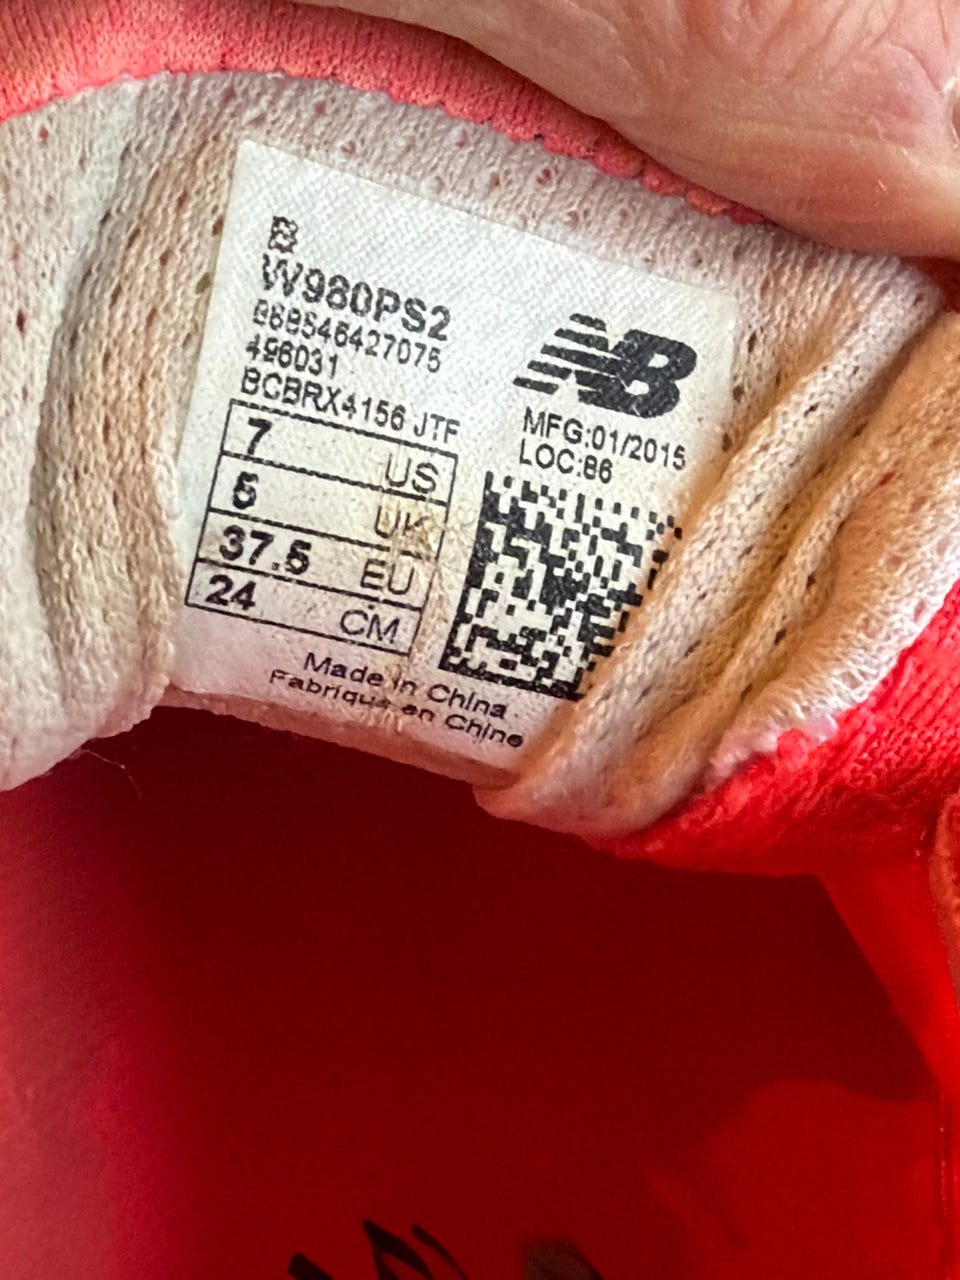 B
W980PS2
496031
BCBRX4156 JTF
7 US
5 UK
37.5 EU
24 CM
Made in China
Fabriqué en Chine
NB
MFG:01/2015
LOC:86